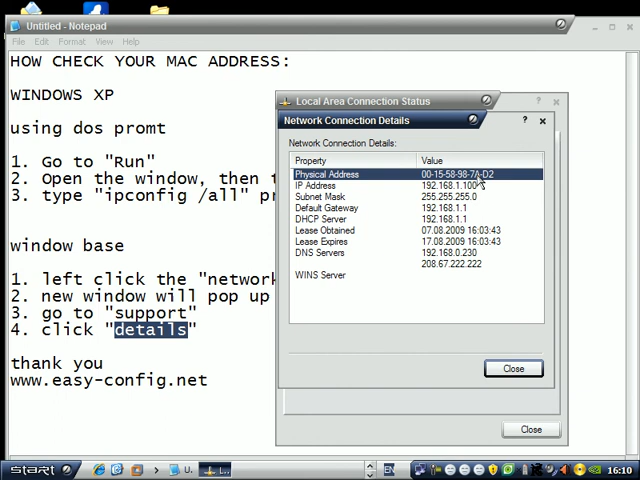 Untitled - Notepad
File Edit Format View Help
HOW CHECK YOUR MAC ADDRESS:
WINDOWS XP
using dos promt
1. Go to "Run"
2. Open the window, then t
3. type "ipconfig /all" pr
window base
1. left click the "network
2. new window will pop up
3. go to "support"
4. click "details"
thank you
www.easy-config.net
Local Area Connection Status
Network Connection Details
Network Connection Details:
Property Value
Physical Address 00-15-58-98-7A-D2
IP Address 192.168.1.100
Subnet Mask 255.255.255.0
Default Gateway 192.168.1.1
DHCP Server 192.168.1.1
Lease Obtained 07.08.2009 16:03:43
Lease Expires 17.08.2009 16:03:43
DNS Servers 192.168.0.230
208.67.222.222
WINS Server
Close
Close
start U. L.. EN 16:10